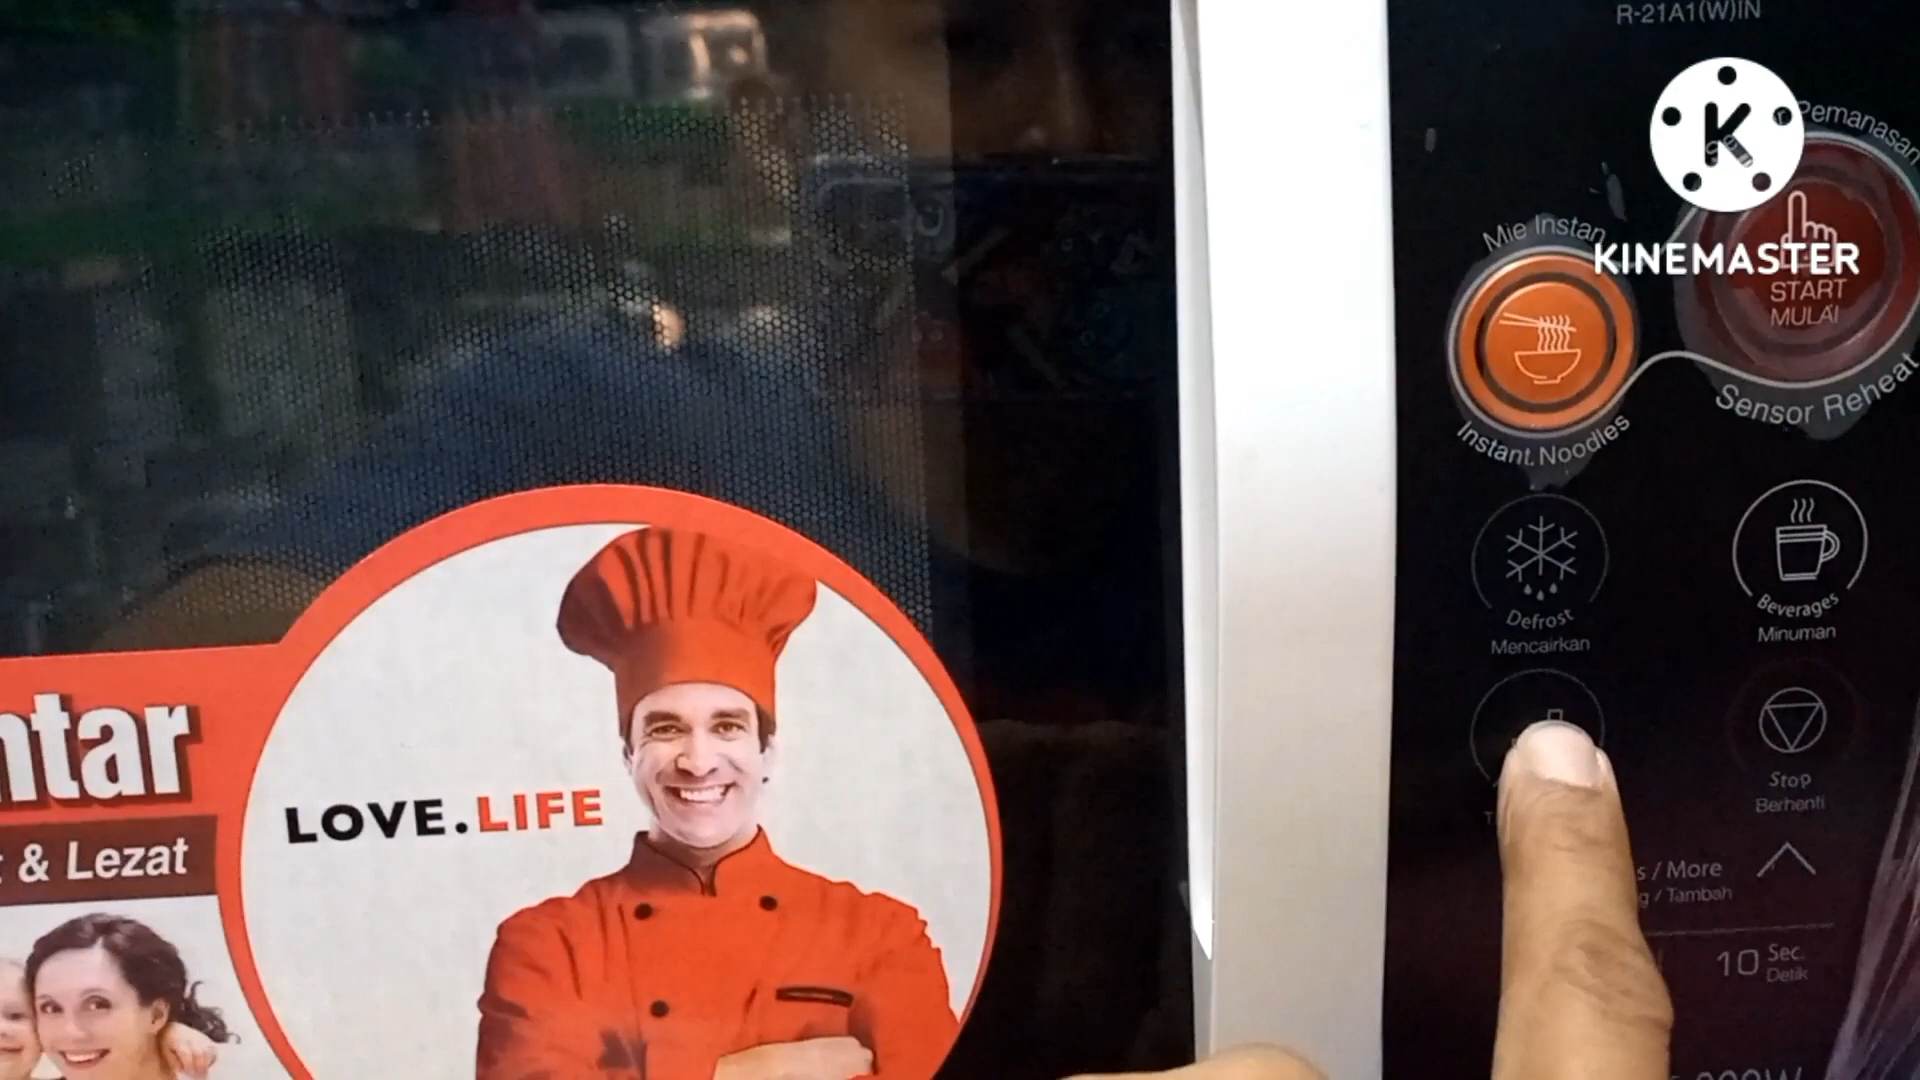 R-21A1(W)IN
Pemanasan
K
KINEMASTER
START
MULAI
Sensor Reheat
Mie Instan
Instant Noodles
Defrost
Mencairkan
Beverages
Minuman
Stop
Berhenti
/ More
/ Tambah
10 Sec.
Detik
& Lezat
LOVE.LIFE